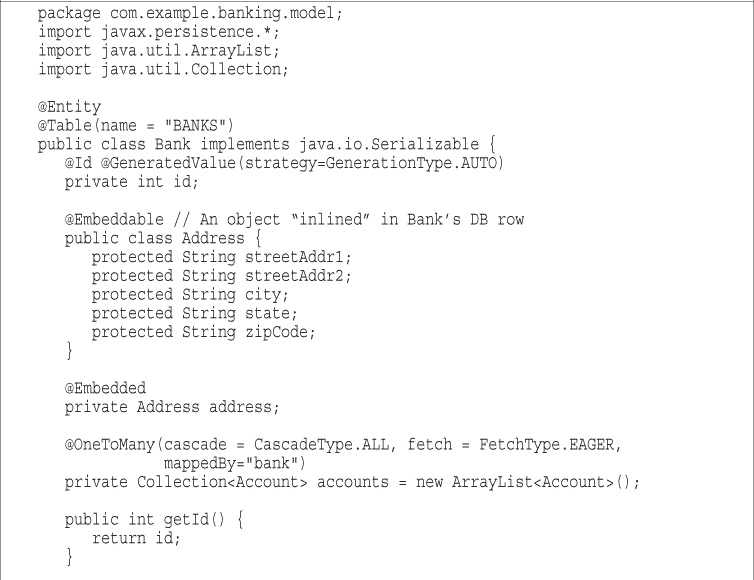 package com.example.banking.model;
import javax.persistence.*;
import java.util.ArrayList;
import java.util.Collection;

@Entity
@Table(name = "BANKS")
public class Bank implements java.io.Serializable {
   @Id @GeneratedValue(strategy=GenerationType.AUTO)
   private int id;

   @Embeddable // An object “inlined” in Bank’s DB row
   public class Address {
      protected String streetAddr1;
      protected String streetAddr2;
      protected String city;
      protected String state;
      protected String zipCode;
   }

   @Embedded
   private Address address;

   @OneToMany(cascade = CascadeType.ALL, fetch = FetchType.EAGER,
              mappedBy="bank")
   private Collection<Account> accounts = new ArrayList<Account>();

   public int getId() {
      return id;
   }